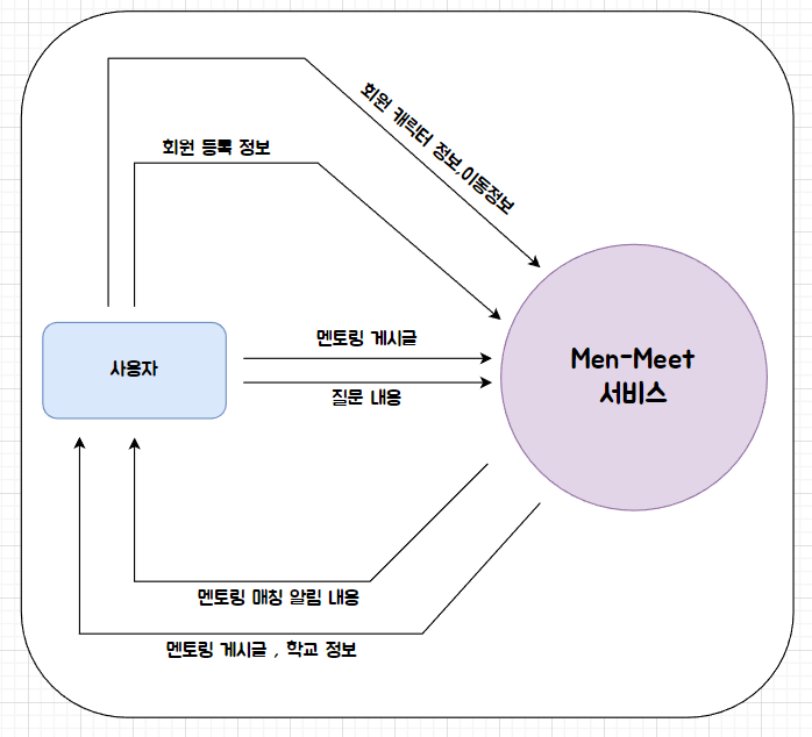 회원 캐릭터 정보,이동정보
회원 등록 정보
멘토링 게시글
사용자
Men-Meet
서비스
질문 내용
멘토링 매칭 알림 내용
멘토링 게시글 , 학교 정보